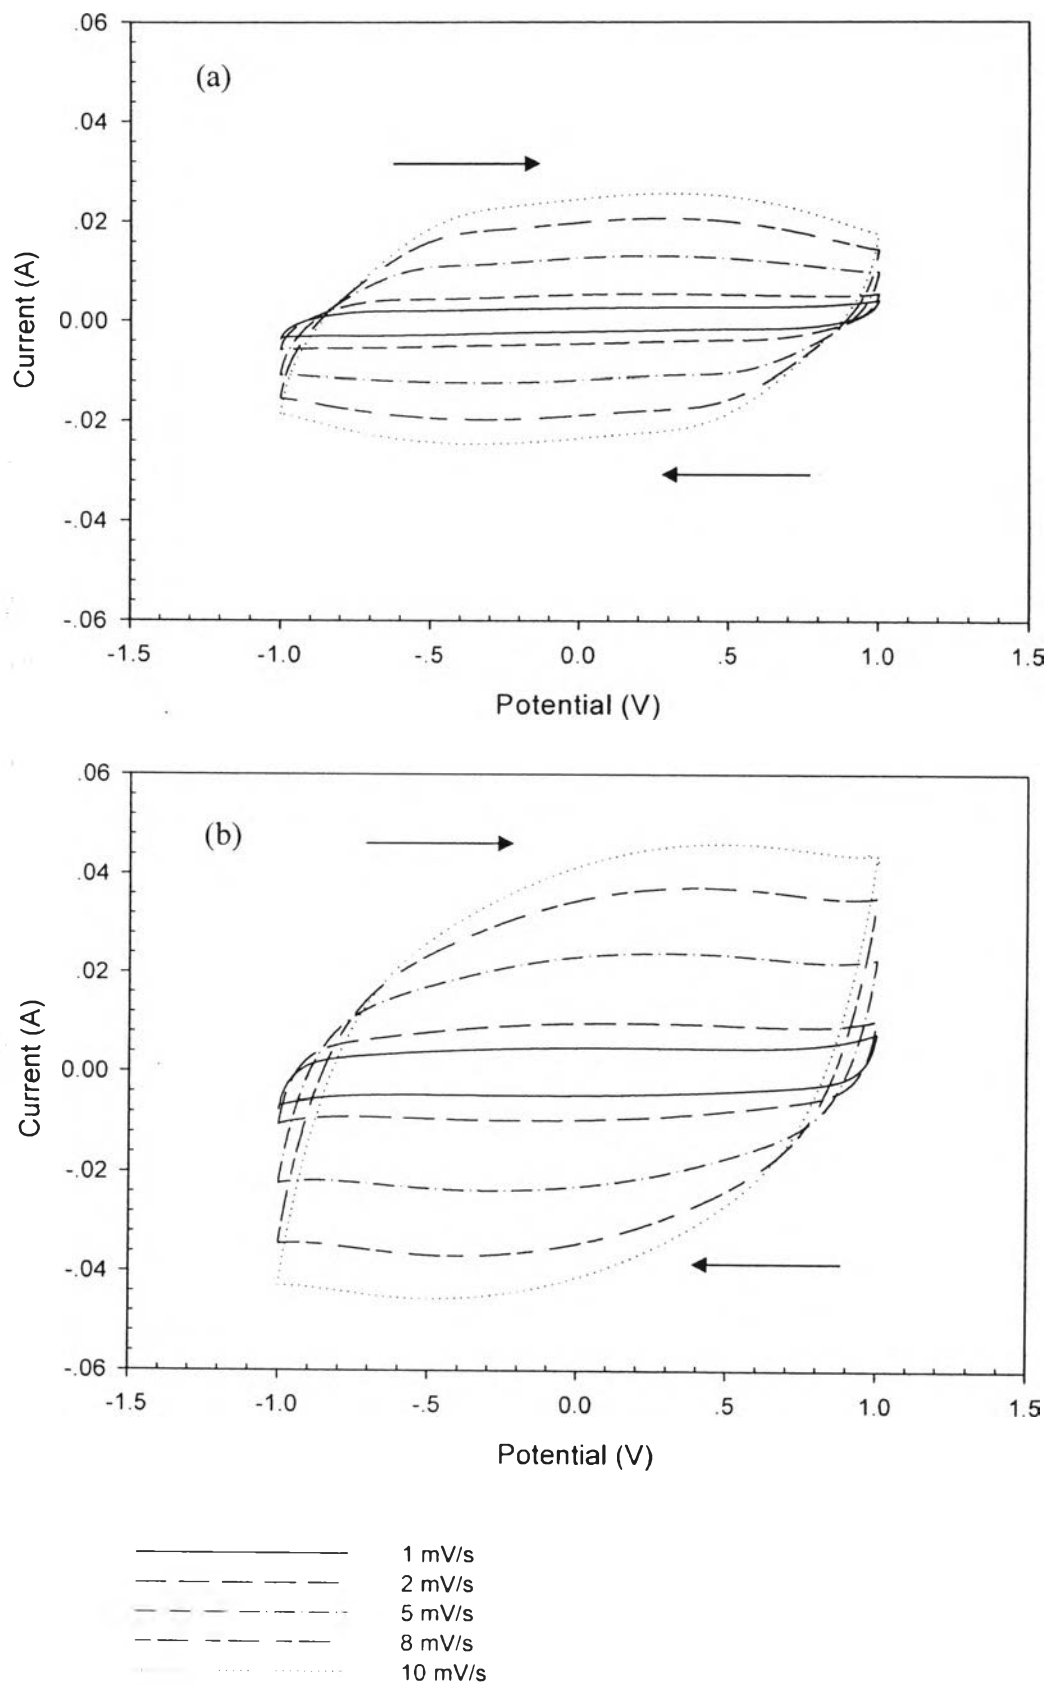 (a)
.06
.04
.02
0.00
-.02
-.04
-.06
Current (A)
-1.5 -1.0 -.5 0.0 .5 1.0 1.5
Potential (V)
(b)
.06
.04
.02
0.00
-.02
-.04
-.06
Current (A)
-1.5 -1.0 -.5 0.0 .5 1.0 1.5
Potential (V)
1 mV/s
2 mV/s
5 mV/s
8 mV/s
10 mV/s